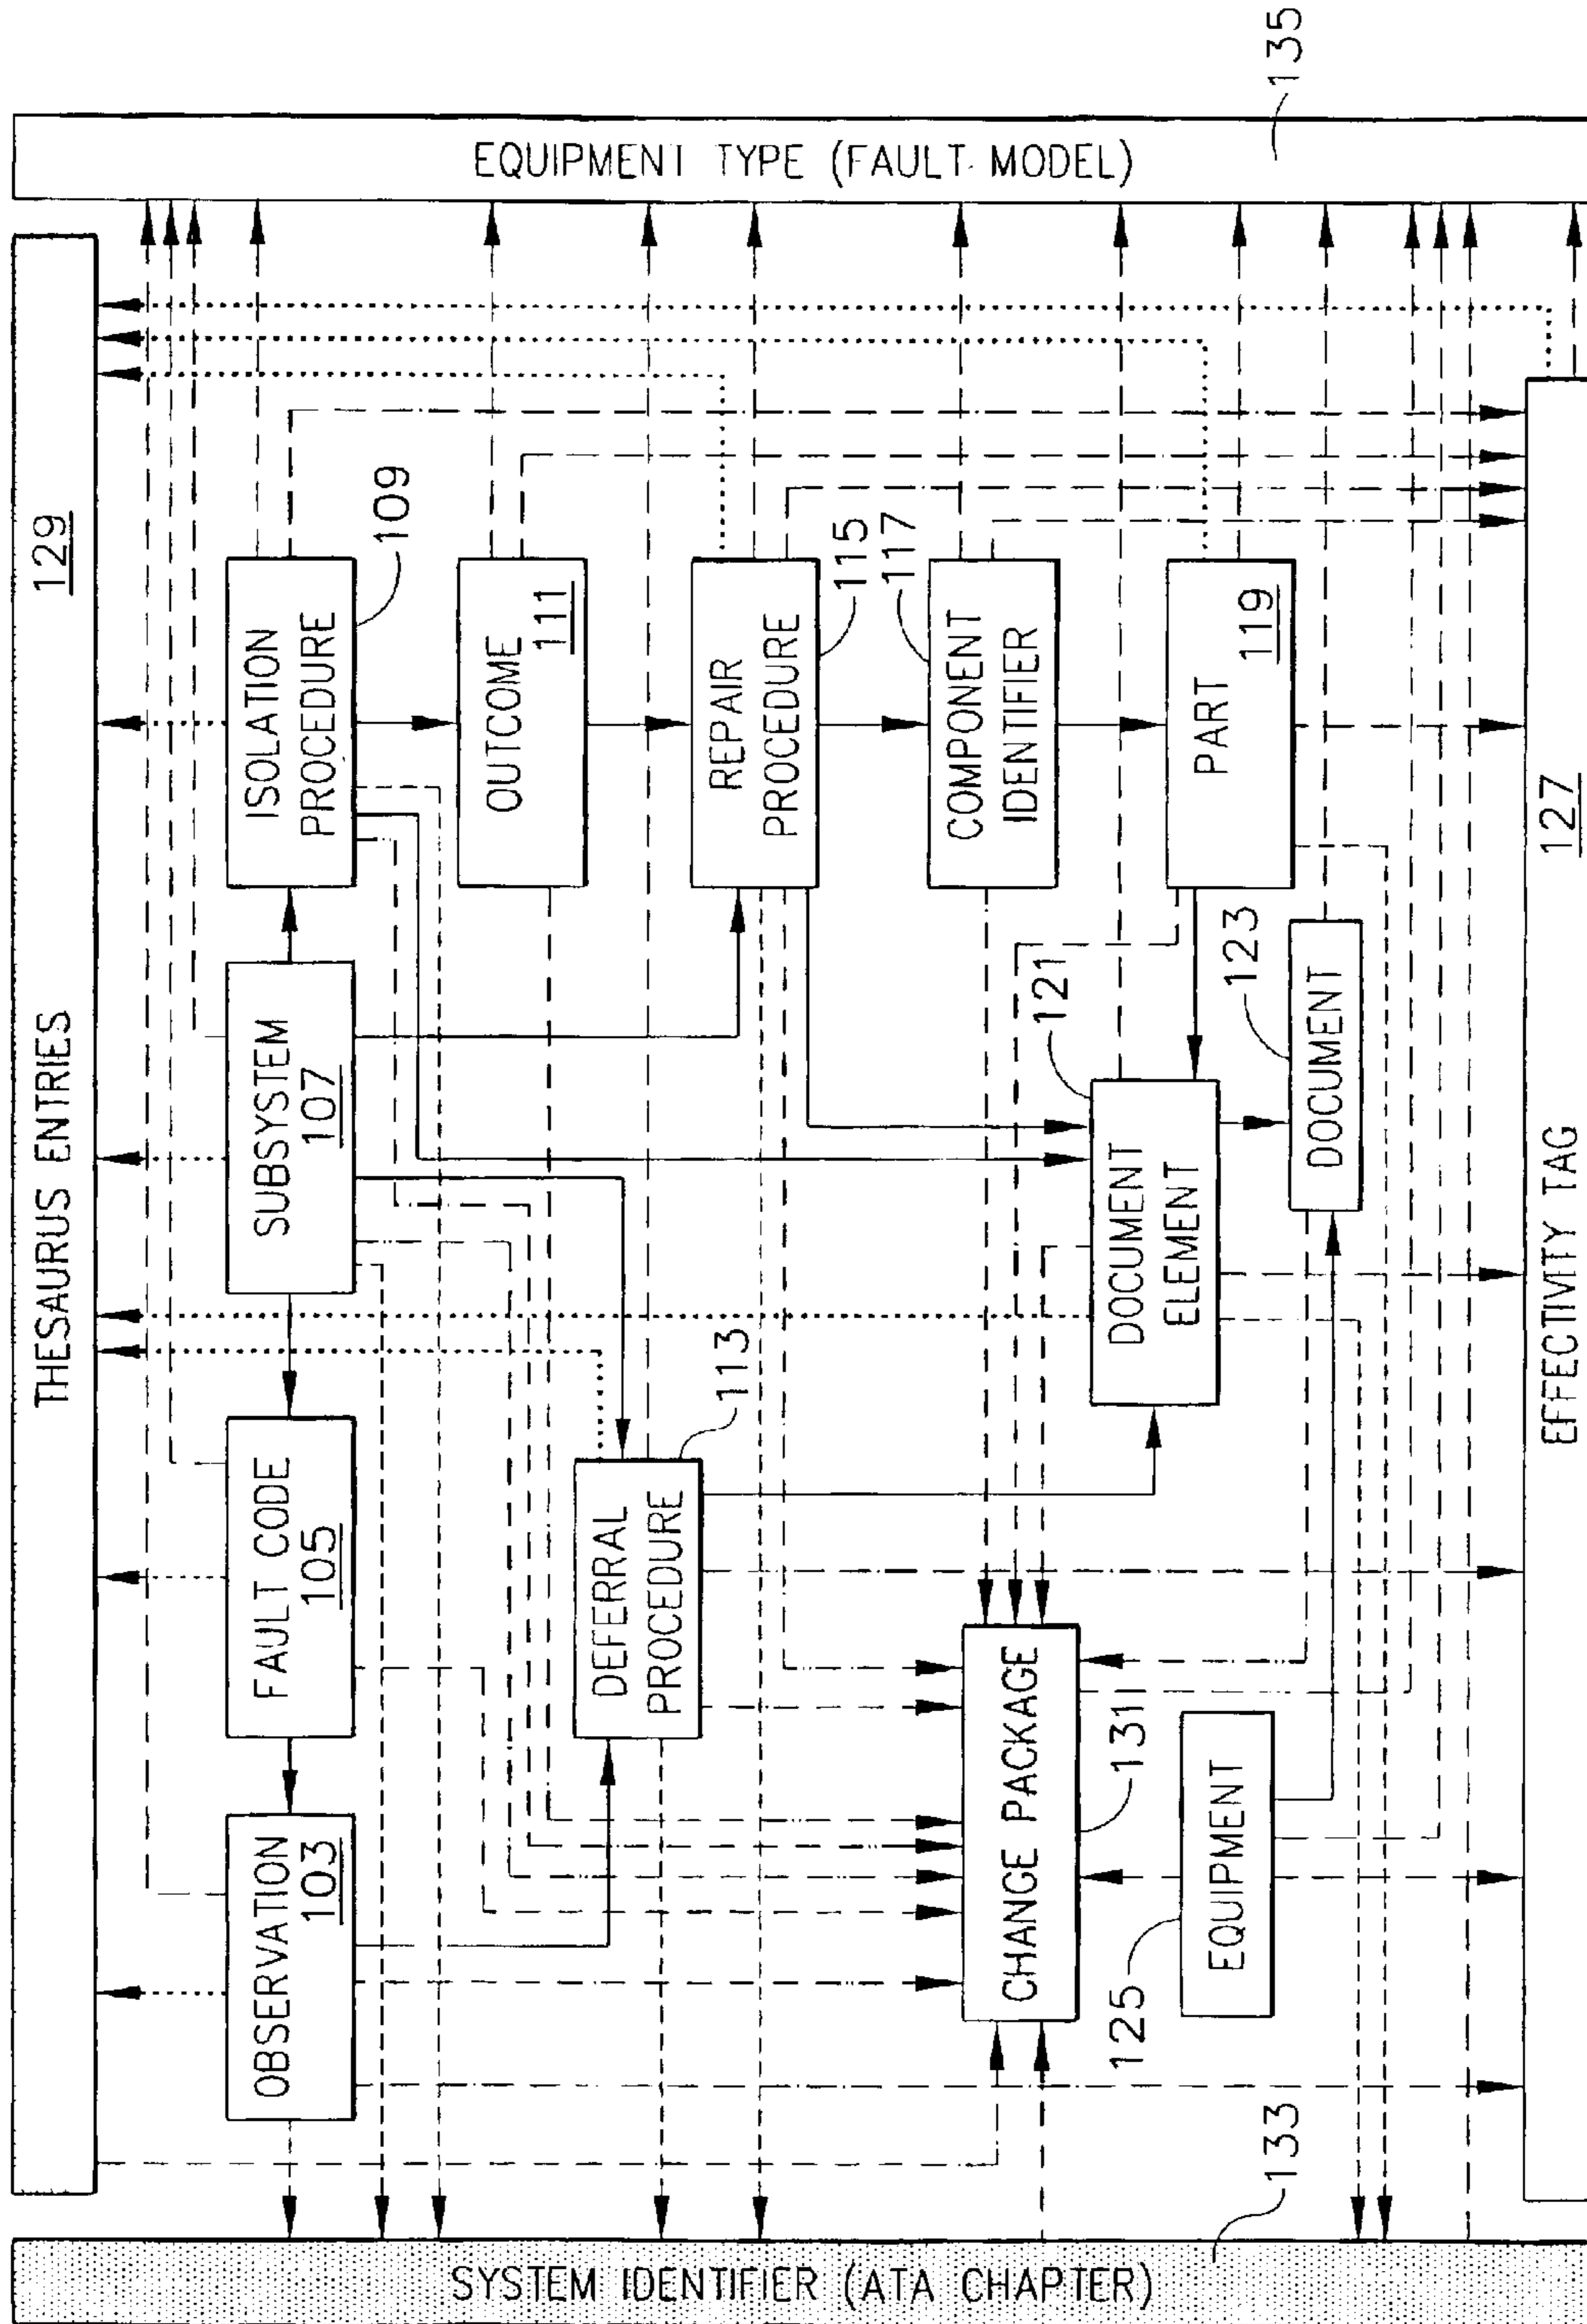 THESAURUS ENTRIES
129
SYSTEM IDENTIFIER (ATA CHAPTER)
133
OBSERVATION
103
FAULT CODE
105
SUBSYSTEM
107
ISOLATION
PROCEDURE
109
OUTCOME
111
DEFERRAL
PROCEDURE
113
REPAIR
PROCEDURE
115
COMPONENT
IDENTIFIER
117
PART
119
CHANGE PACKAGE
131
DOCUMENT
ELEMENT
121
DOCUMENT
123
EQUIPMENT
125
EFFECTIVITY TAG
127
EQUIPMENT TYPE (FAULT MODEL)
135